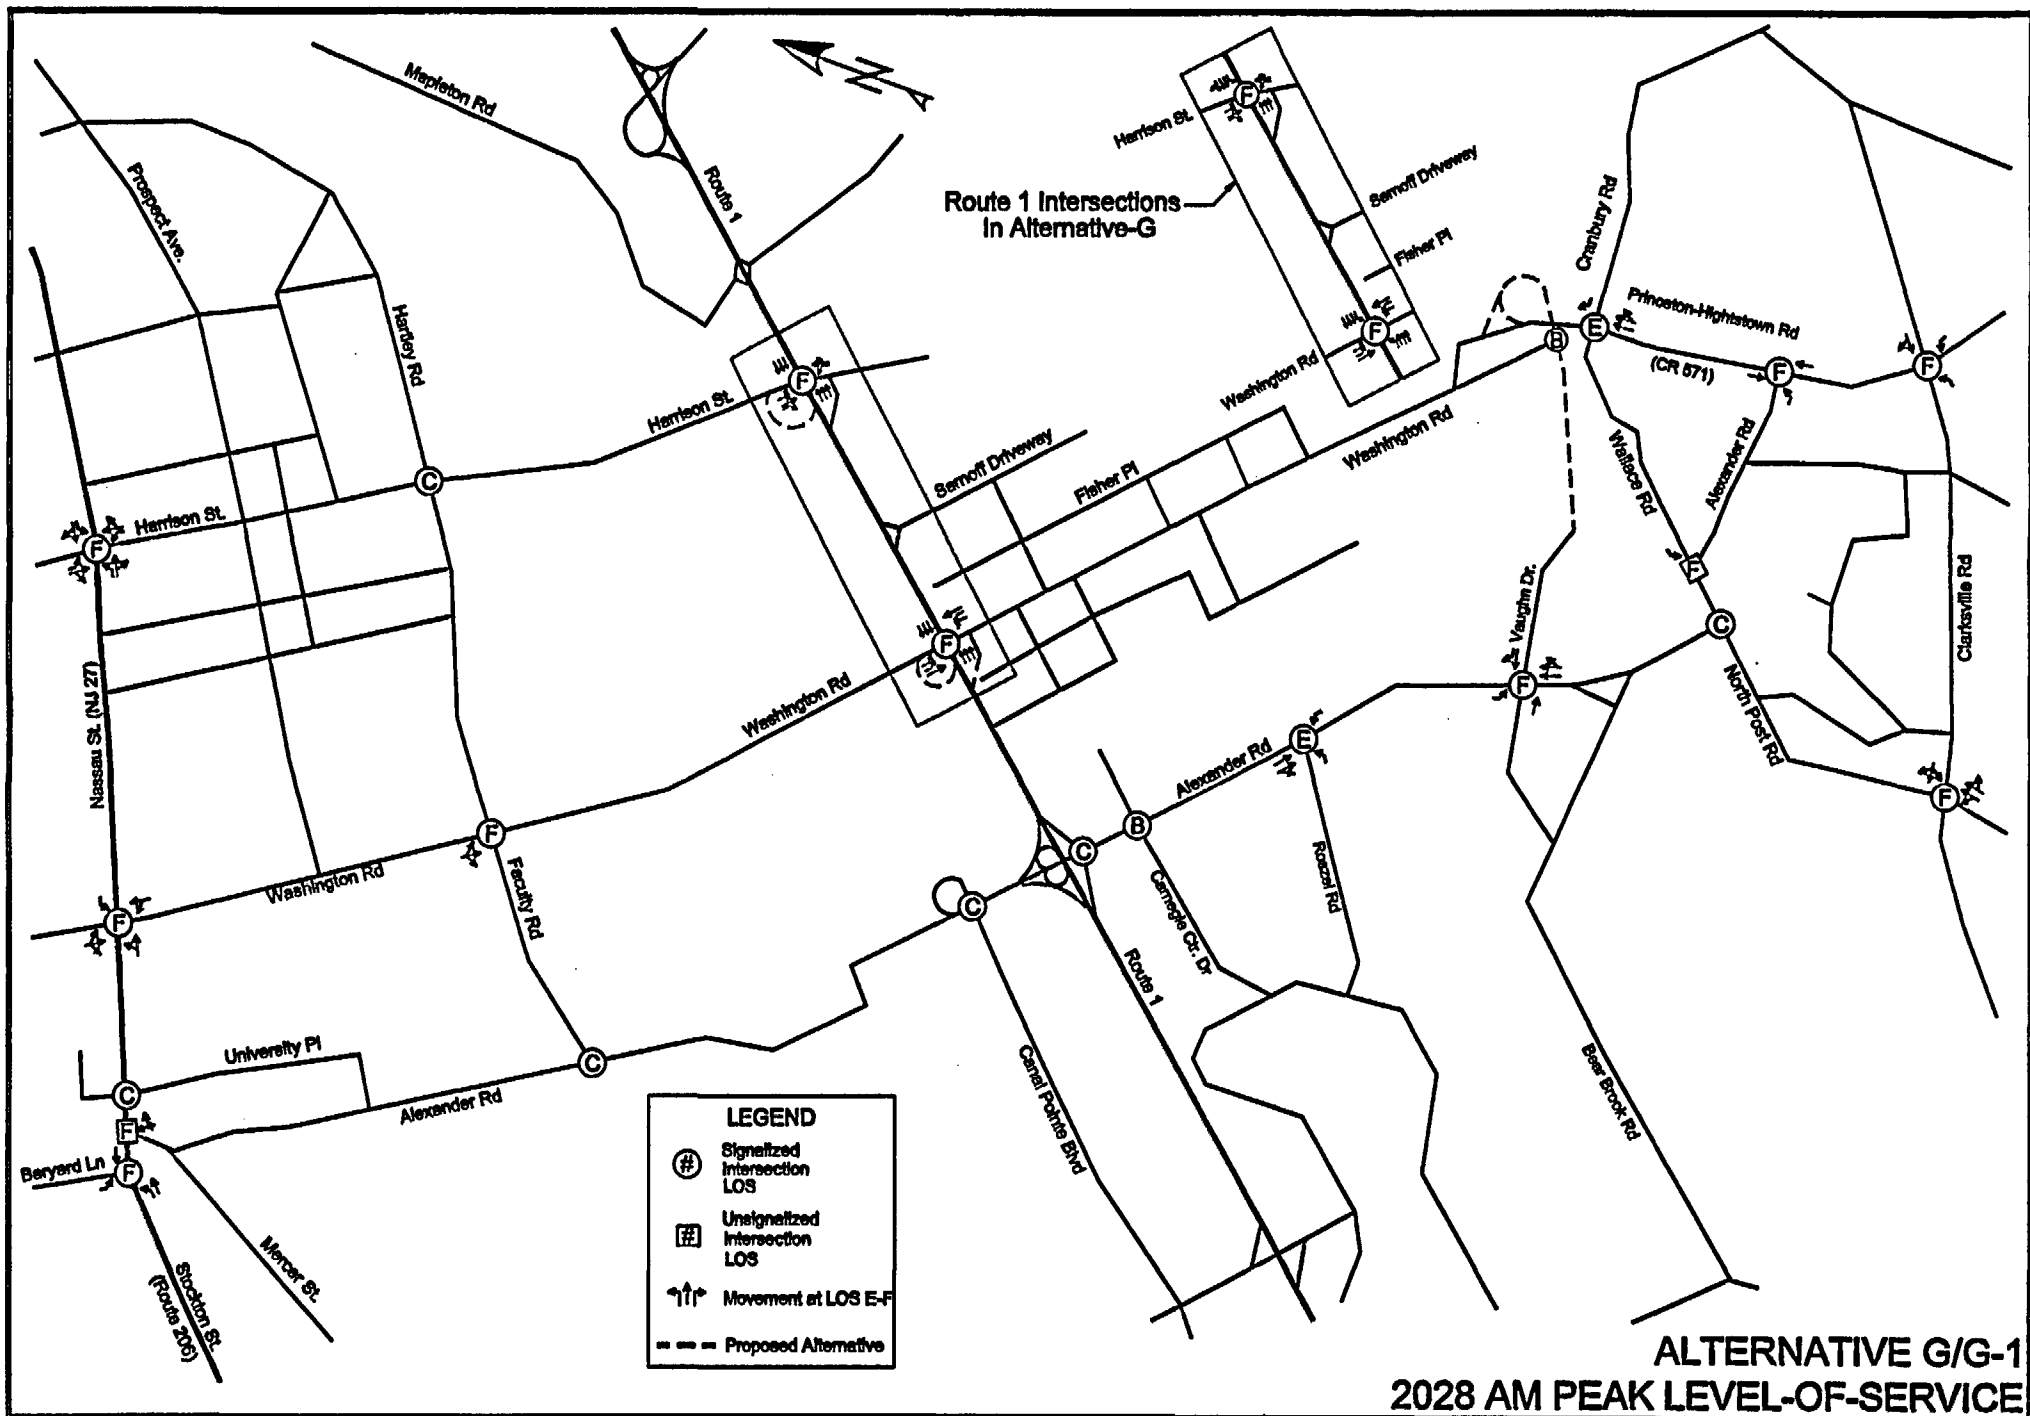 Mapleton Rd
N
Prospect Ave.
Route 1
Harrison St.
Route 1 Intersections
In Alternative-G
Sarnoff Driveway
Fisher Pl
Washington Rd
Cranbury Rd
Princeton-Hightstown Rd
(CR 571)
Hartley Rd
Harrison St.
Sarnoff Driveway
Fisher Pl
Washington Rd
Wallace Rd
Alexander Rd
Harrison St.
Clarksville Rd
Vaughn Dr.
Nassau St. (NJ 27)
Washington Rd
North Post Rd
Alexander Rd
Washington Rd
Faculty Rd
Roszel Rd
Carnegie Ctr. Dr
Route 1
University Pl
Alexander Rd
Canal Pointe Blvd
Bear Brook Rd
Baryard Ln
Mercer St.
Stockton St.
(Route 206)
F
F
B
E
F
F
F
C
F
F
F
C
F
E
F
F
B
C
C
F
C
C
F
F
LEGEND
# Signalized
Intersection
LOS
# Unsignalized
Intersection
LOS
Movement at LOS E-F
Proposed Alternative
ALTERNATIVE G/G-1
2028 AM PEAK LEVEL-OF-SERVICE